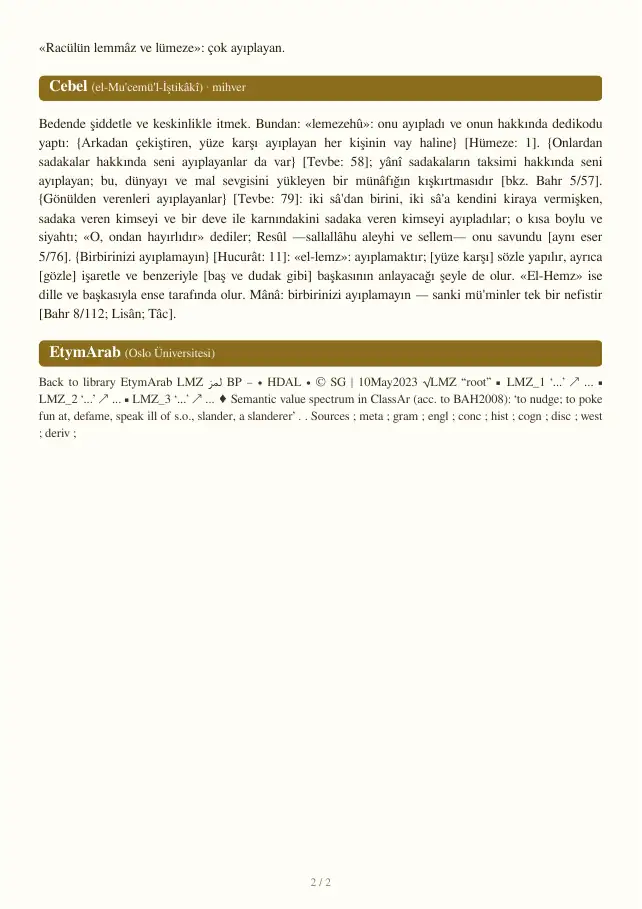 «Racülün lemmâz ve lümeze»: çok ayıplayan.
Cebel (el-Mu'cemü'l-İştikâkî) · mihver
Bedende şiddetle ve keskinlikle itmek. Bundan: «lemezehû»: onu ayıpladı ve onun hakkında dedikodu
yaptı: {Arkadan çekiştiren, yüze karşı ayıplayan her kişinin vay haline} [Hümeze: 1]. {Onlardan
sadakalar hakkında seni ayıplayanlar da var} [Tevbe: 58]; yânî sadakaların taksimi hakkında seni
ayıplayan; bu, dünyayı ve mal sevgisini yükleyen bir münâfığın kışkırtmasıdır [bkz. Bahr 5/57].
{Gönülden verenleri ayıplayanlar} [Tevbe: 79]: iki sâ'dan birini, iki sâ'a kendini kiraya vermişken,
sadaka veren kimseyi ve bir deve ile karnındakini sadaka veren kimseyi ayıpladılar; o kısa boylu ve
siyahtı; «O, ondan hayırlıdır» dediler; Resûl —sallallâhu aleyhi ve sellem— onu savundu [aynı eser
5/76]. {Birbirinizi ayıplamayın} [Hucurât: 11]: «el-lemz»: ayıplamaktır; [yüze karşı] sözle yapılır, ayrıca
[gözle] işaretle ve benzeriyle [baş ve dudak gibi] başkasının anlayacağı şeyle de olur. «El-Hemz» ise
dille ve başkasıyla ense tarafında olur. Mânâ: birbirinizi ayıplamayın — sanki mü'minler tek bir nefistir
[Bahr 8/112; Lisân; Tâc].
EtymArab (Oslo Üniversitesi)
Back to library EtymArab LMZ لمز BP – • HDAL • © SG | 10May2023 √LMZ “root” ▪ LMZ_1 ‘...’ ↗ ... ▪
LMZ_2 ‘...’ ↗ ... ▪ LMZ_3 ‘...’ ↗ ... ♦ Semantic value spectrum in ClassAr (acc. to BAH2008): ‘to nudge; to poke
fun at, defame, speak ill of s.o., slander, a slanderer’ . . Sources ; meta ; gram ; engl ; conc ; hist ; cogn ; disc ; west
; deriv ;
2 / 2